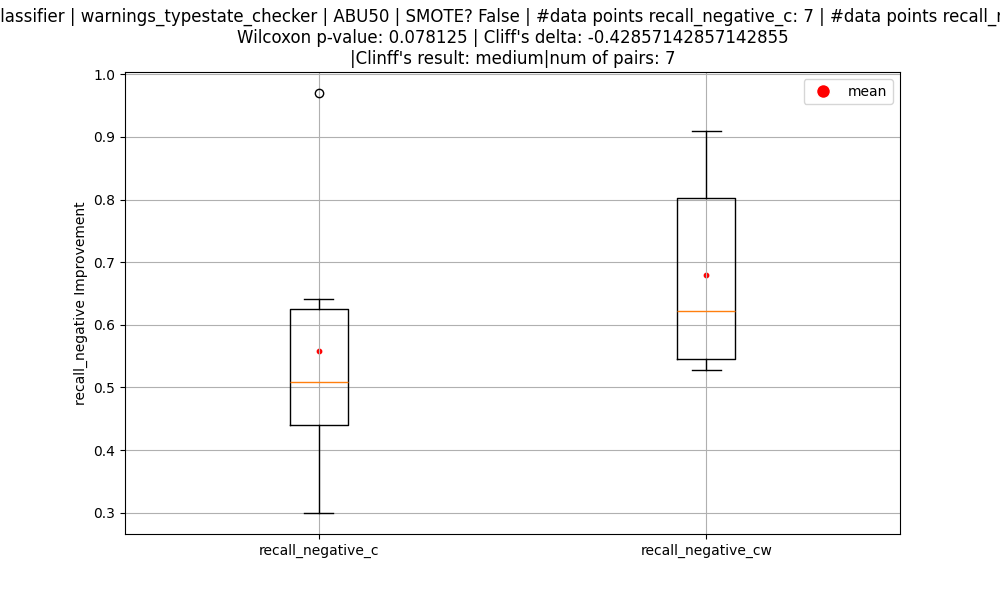 lassifier | warnings_typestate_checker | ABU50 | SMOTE? False | #data points recall_negative_c: 7 | #data points recall_
Wilcoxon p-value: 0.078125 | Cliff's delta: -0.42857142857142855
|Clinff's result: medium|num of pairs: 7
1.0
mean
0.9
0.8
0.7
0.6
0.5
0.4
0.3
recall_negative Improvement
recall_negative_c
recall_negative_cw